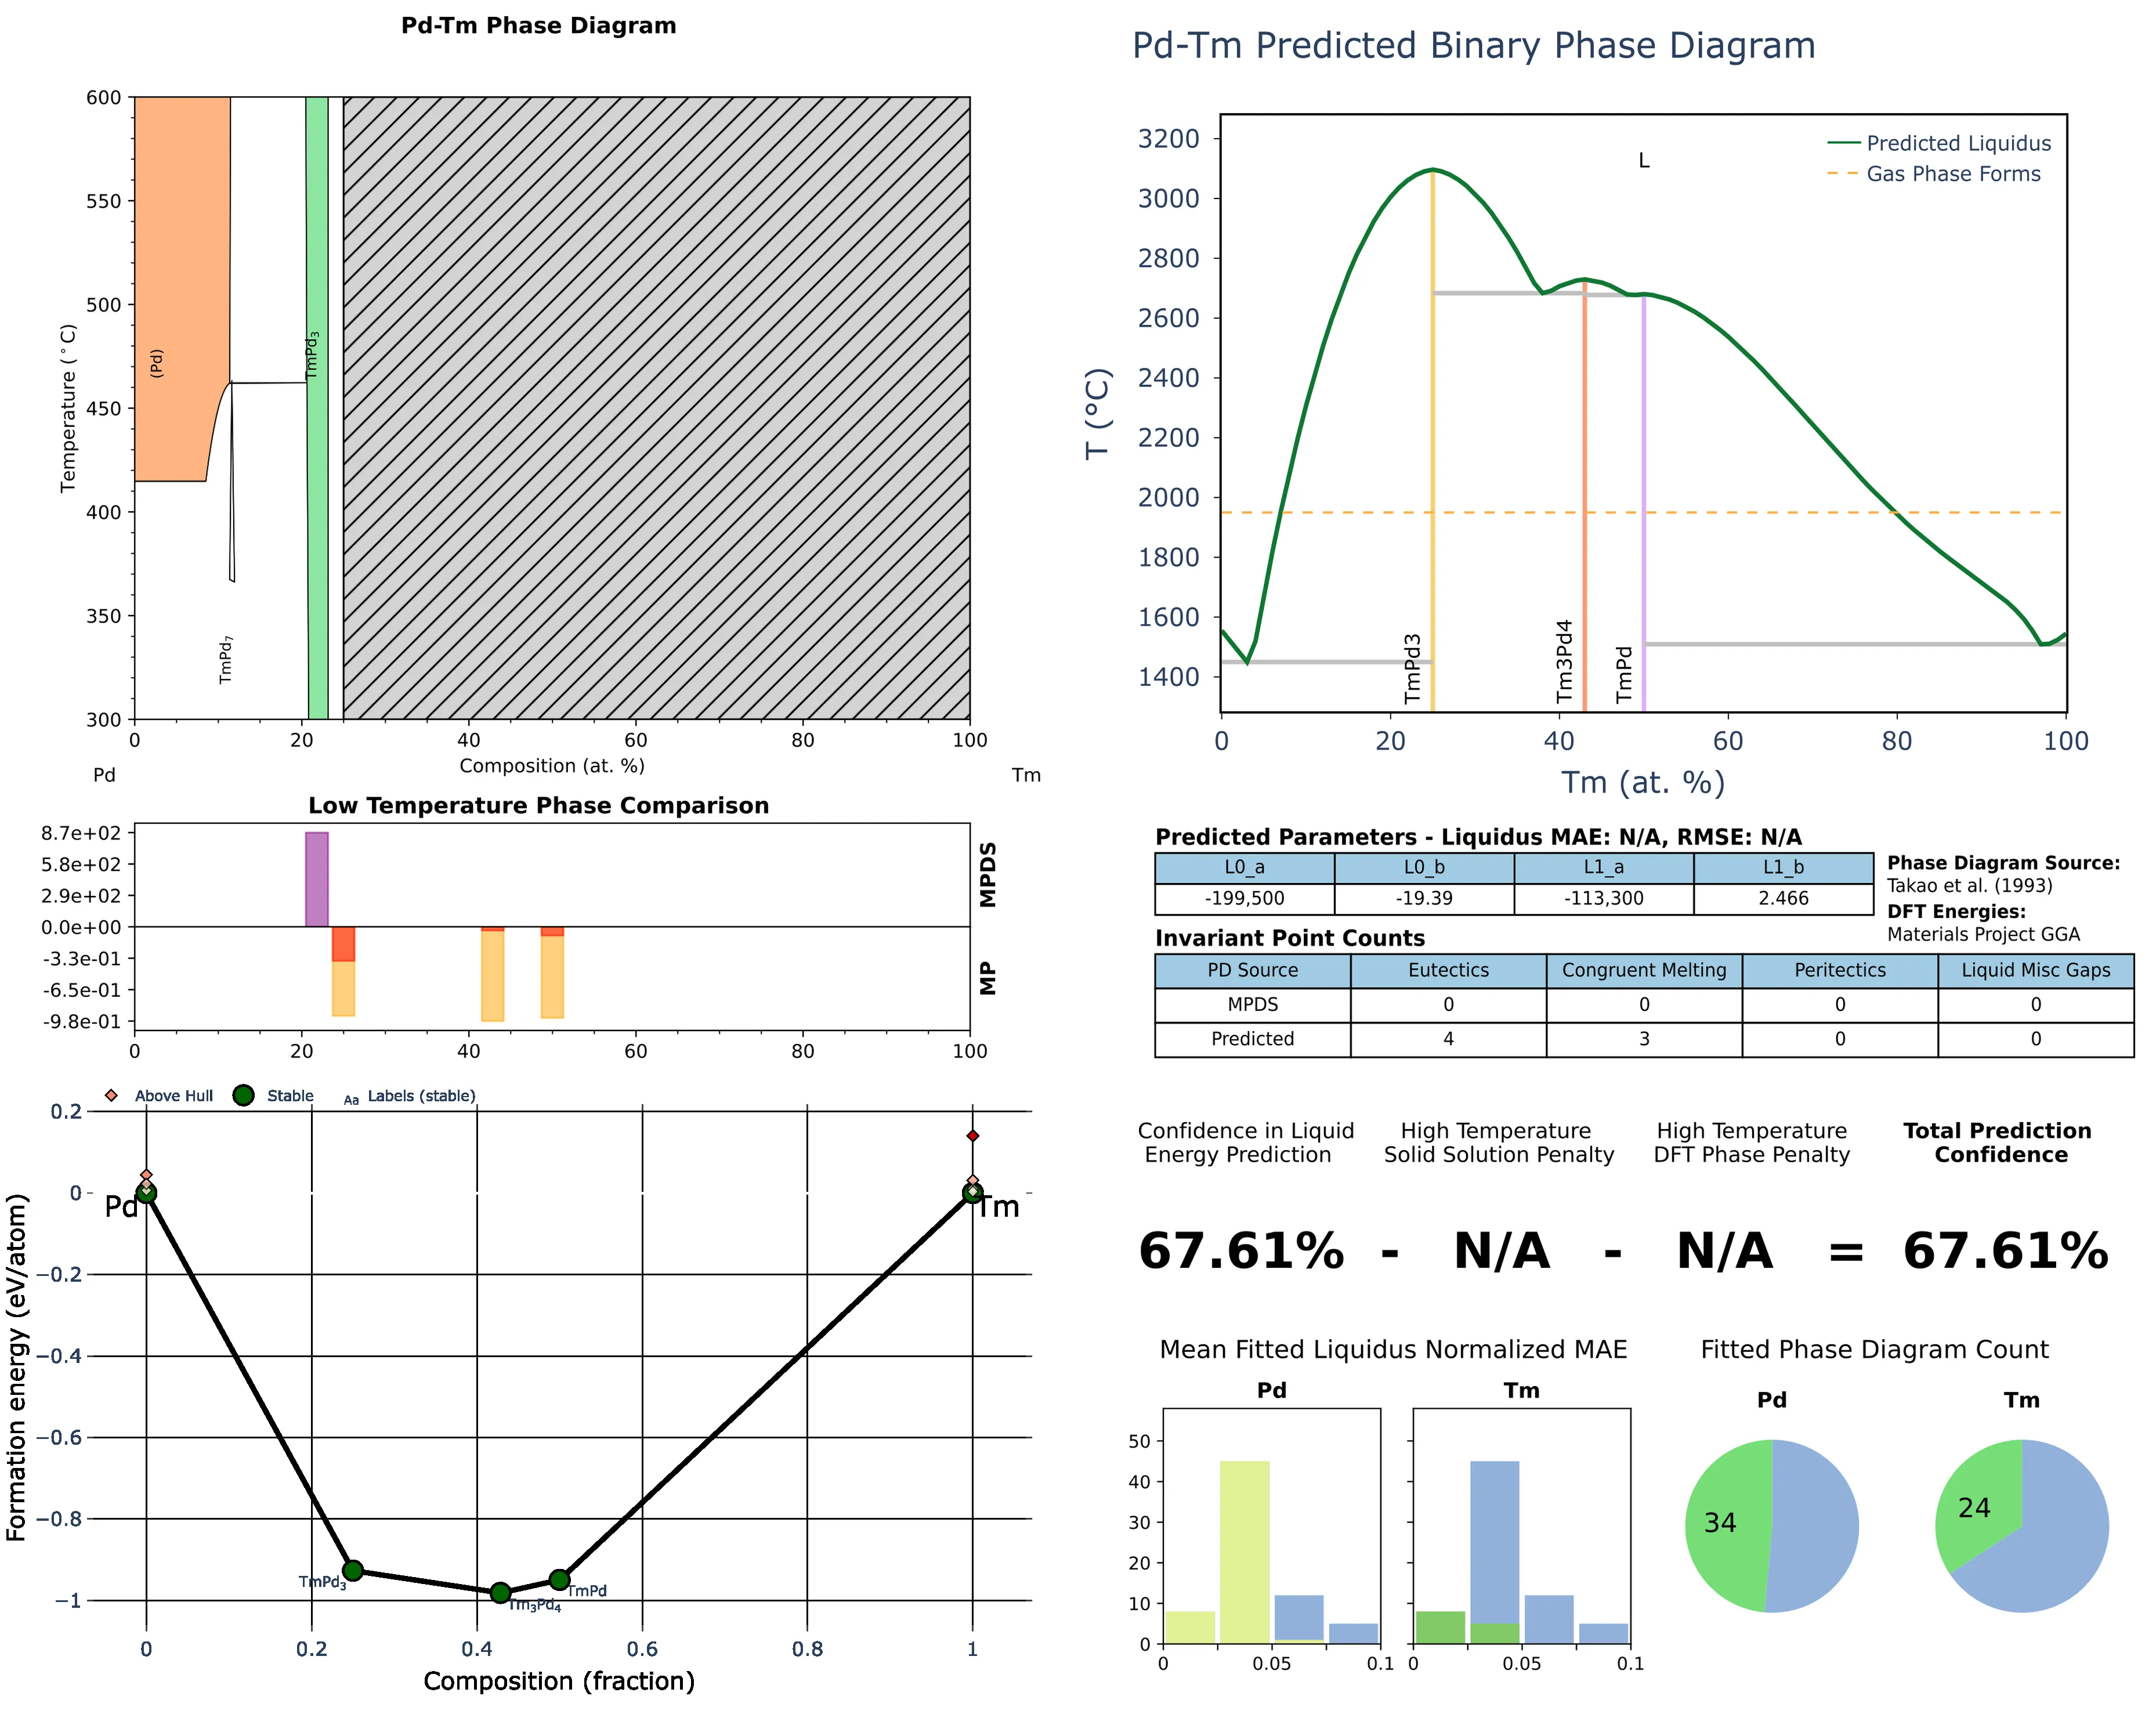 Pd-Tm Phase Diagram
600
550
500
450
400
350
300
Temperature (°C)
(Pd)
TmPd3
TmPd7
0 20 40 60 80 100
Pd Composition (at. %) Tm
Low Temperature Phase Comparison
8.7e+02
5.8e+02
2.9e+02
0.0e+00
-3.3e-01
-6.5e-01
-9.8e-01
MPDS
MP
0 20 40 60 80 100
Above Hull Stable Aa Labels (stable)
0.2
0
−0.2
−0.4
−0.6
−0.8
−1
Formation energy (eV/atom)
Pd
Tm
TmPd3
Tm3Pd4
TmPd
0 0.2 0.4 0.6 0.8 1
Composition (fraction)
Pd-Tm Predicted Binary Phase Diagram
3200
3000
2800
2600
2400
2200
2000
1800
1600
1400
T (°C)
L
Predicted Liquidus
Gas Phase Forms
TmPd3
Tm3Pd4
TmPd
0 20 40 60 80 100
Tm (at. %)
Predicted Parameters - Liquidus MAE: N/A, RMSE: N/A
L0_a L0_b L1_a L1_b
-199,500 -19.39 -113,300 2.466
Phase Diagram Source:
Takao et al. (1993)
DFT Energies:
Materials Project GGA
Invariant Point Counts
PD Source Eutectics Congruent Melting Peritectics Liquid Misc Gaps
MPDS 0 0 0 0
Predicted 4 3 0 0
Confidence in Liquid
Energy Prediction
High Temperature
Solid Solution Penalty
High Temperature
DFT Phase Penalty
Total Prediction
Confidence
67.61% - N/A - N/A = 67.61%
Mean Fitted Liquidus Normalized MAE
Pd
Tm
50
40
30
20
10
0
0 0.05 0.1
0 0.05 0.1
Fitted Phase Diagram Count
Pd
Tm
34
24